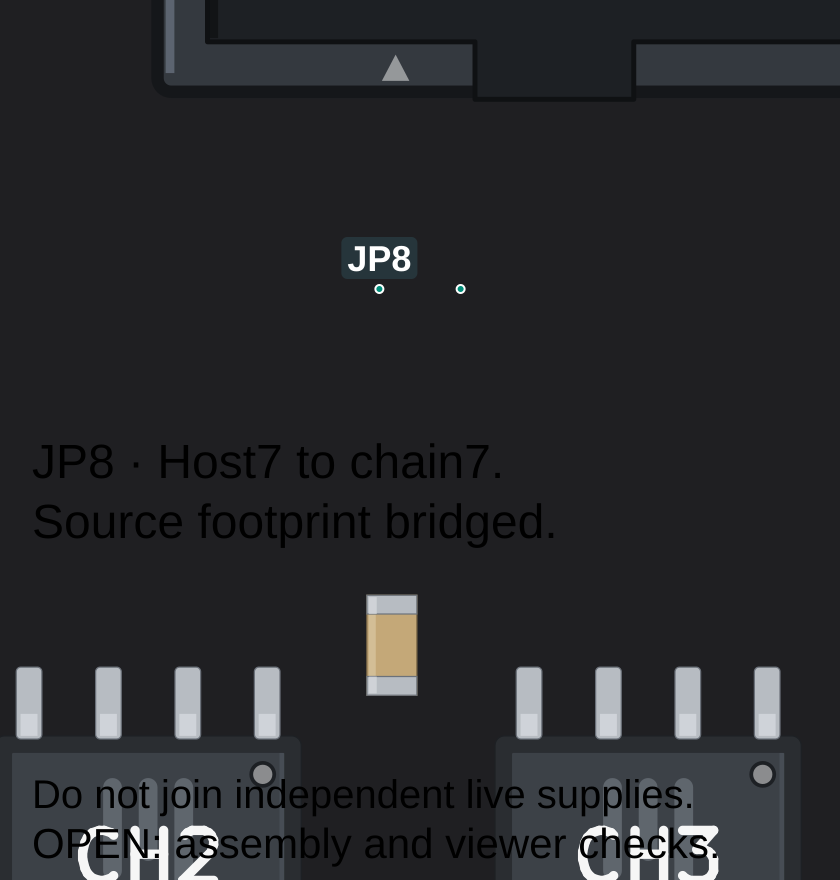 JP8
JP8 · Host7 to chain7.
Source footprint bridged.
Do not join independent live supplies.
OPEN: assembly and viewer checks.
CH2
CH3